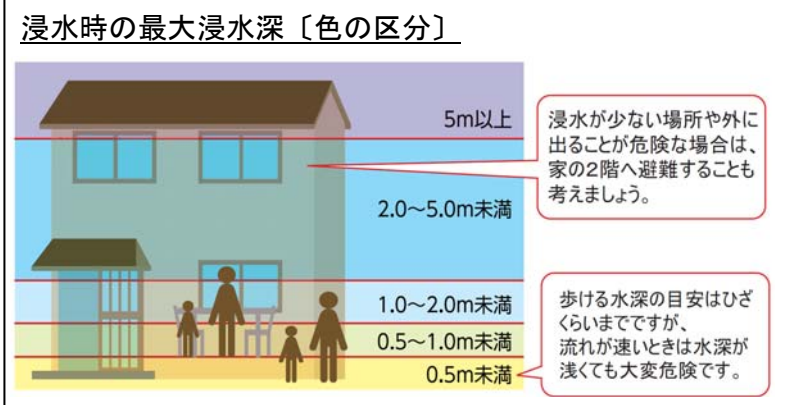 浸水時の最大浸水深〔色の区分〕
5m以上
浸水が少ない場所や外に
出ることが危険な場合は、
家の2階へ避難することも
考えましょう。
2.0～5.0m未満
1.0～2.0m未満
0.5～1.0m未満
0.5m未満
歩ける水深の目安はひざ
くらいまでですが、
流れが速いときは水深が
浅くても大変危険です。